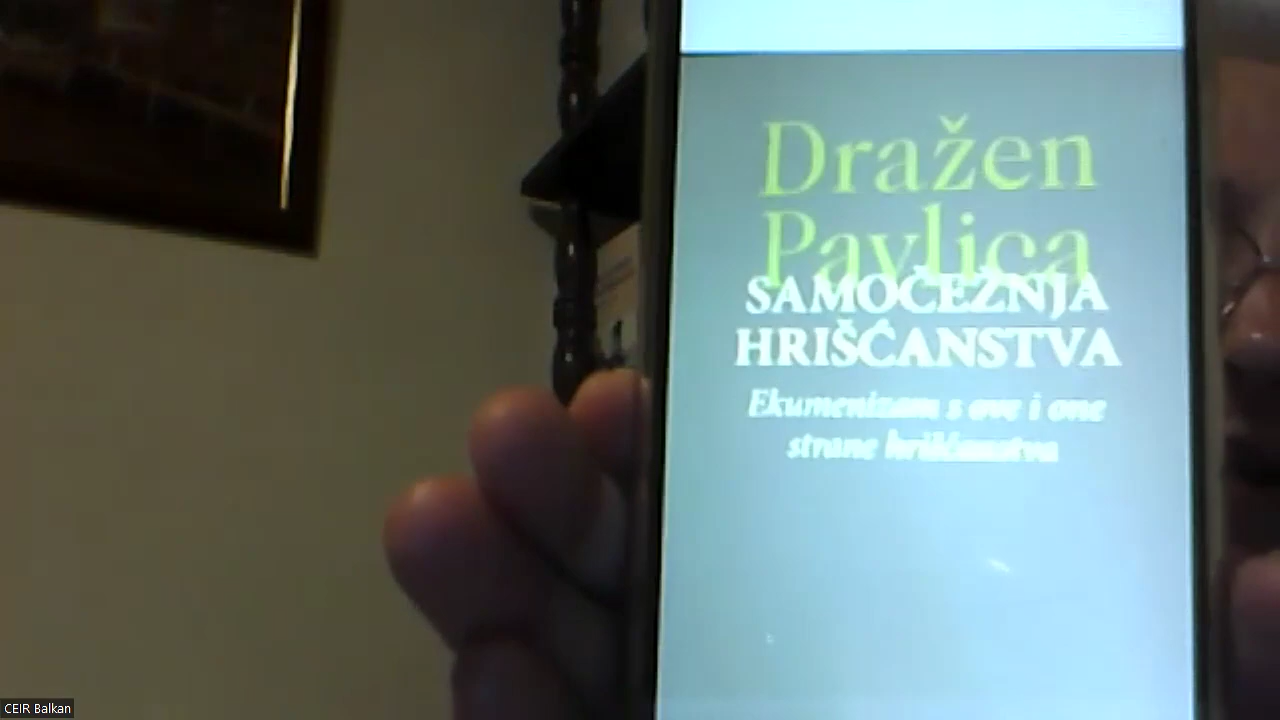 Dražen
Pavlica
SAMOČEŽNJA
HRIŠĆANSTVA
Ekumenizam s ove i one
strane hrišćanstva
CEIR Balkan